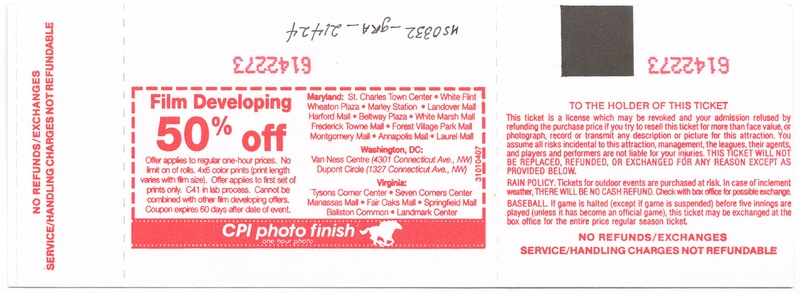 NO REFUNDS/EXCHANGES
SERVICE/HANDLING CHARGES NOT REFUNDABLE
6142273
Film Developing
50% off
Offer applies to regular one-hour prices. No
limit on rolls. 4x6 color prints (print length
varies with film size). Offer applies to first set of
prints only. C41 in lab process. Cannot be
combined with other film developing offers.
Coupon expires 60 days after date of event.
Maryland: St. Charles Town Center • White Flint
Wheaton Plaza • Marley Station • Landover Mall
Harford Mall • Beltway Plaza • White Marsh Mall
Frederick Towne Mall • Forest Village Park Mall
Montgomery Mall • Annapolis Mall • Laurel Mall
Washington, DC:
Van Ness Centre (4301 Connecticut Ave., NW)
Dupont Circle (1327 Connecticut Ave., NW)
Virginia:
Tysons Corner Center • Seven Corners Center
Manassas Mall • Fair Oaks Mall • Springfield Mall
Ballston Common • Landmark Center
31010407
CPI photo finish
one hour photo
6142273
TO THE HOLDER OF THIS TICKET
This ticket is a license which may be revoked and your admission refused by
refunding the purchase price if you try to resell this ticket for more than face value, or
photograph, record or transmit any description or picture for this attraction. You
assume all risks incidental to this attraction, management, the leagues, their agents,
and players and performers are not liable for your injuries. THIS TICKET WILL NOT
BE REPLACED, REFUNDED, OR EXCHANGED FOR ANY REASON EXCEPT AS
PROVIDED BELOW.
RAIN POLICY. Tickets for outdoor events are purchased at risk. In case of inclement
weather, THERE WILL BE NO CASH REFUND. Check with box office for possible exchange.
BASEBALL. If game is halted (except if game is suspended) before five innings are
played (unless it has become an official game), this ticket may be exchanged at the
box office for the entire price regular season ticket.
NO REFUNDS/EXCHANGES
SERVICE/HANDLING CHARGES NOT REFUNDABLE